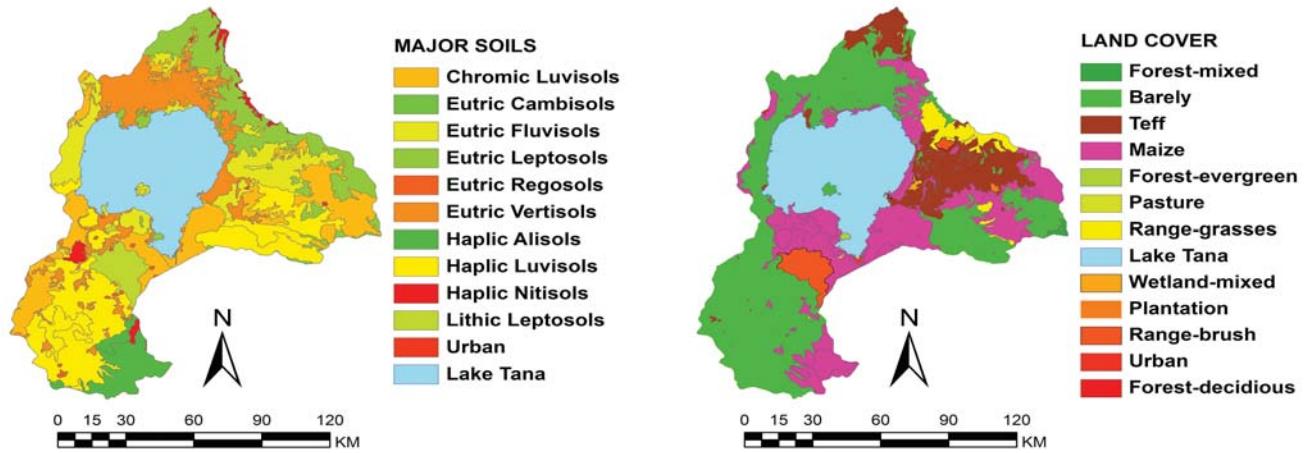 MAJOR SOILS
Chromic Luvisols
Eutric Cambisols
Eutric Fluvisols
Eutric Leptosols
Eutric Regosols
Eutric Vertisols
Haplic Alisols
Haplic Luvisols
Haplic Nitisols
Lithic Leptosols
Urban
Lake Tana
N
0 15 30 60 90 120
KM
LAND COVER
Forest-mixed
Barely
Teff
Maize
Forest-evergreen
Pasture
Range-grasses
Lake Tana
Wetland-mixed
Plantation
Range-brush
Urban
Forest-decidious
N
0 15 30 60 90 120
KM